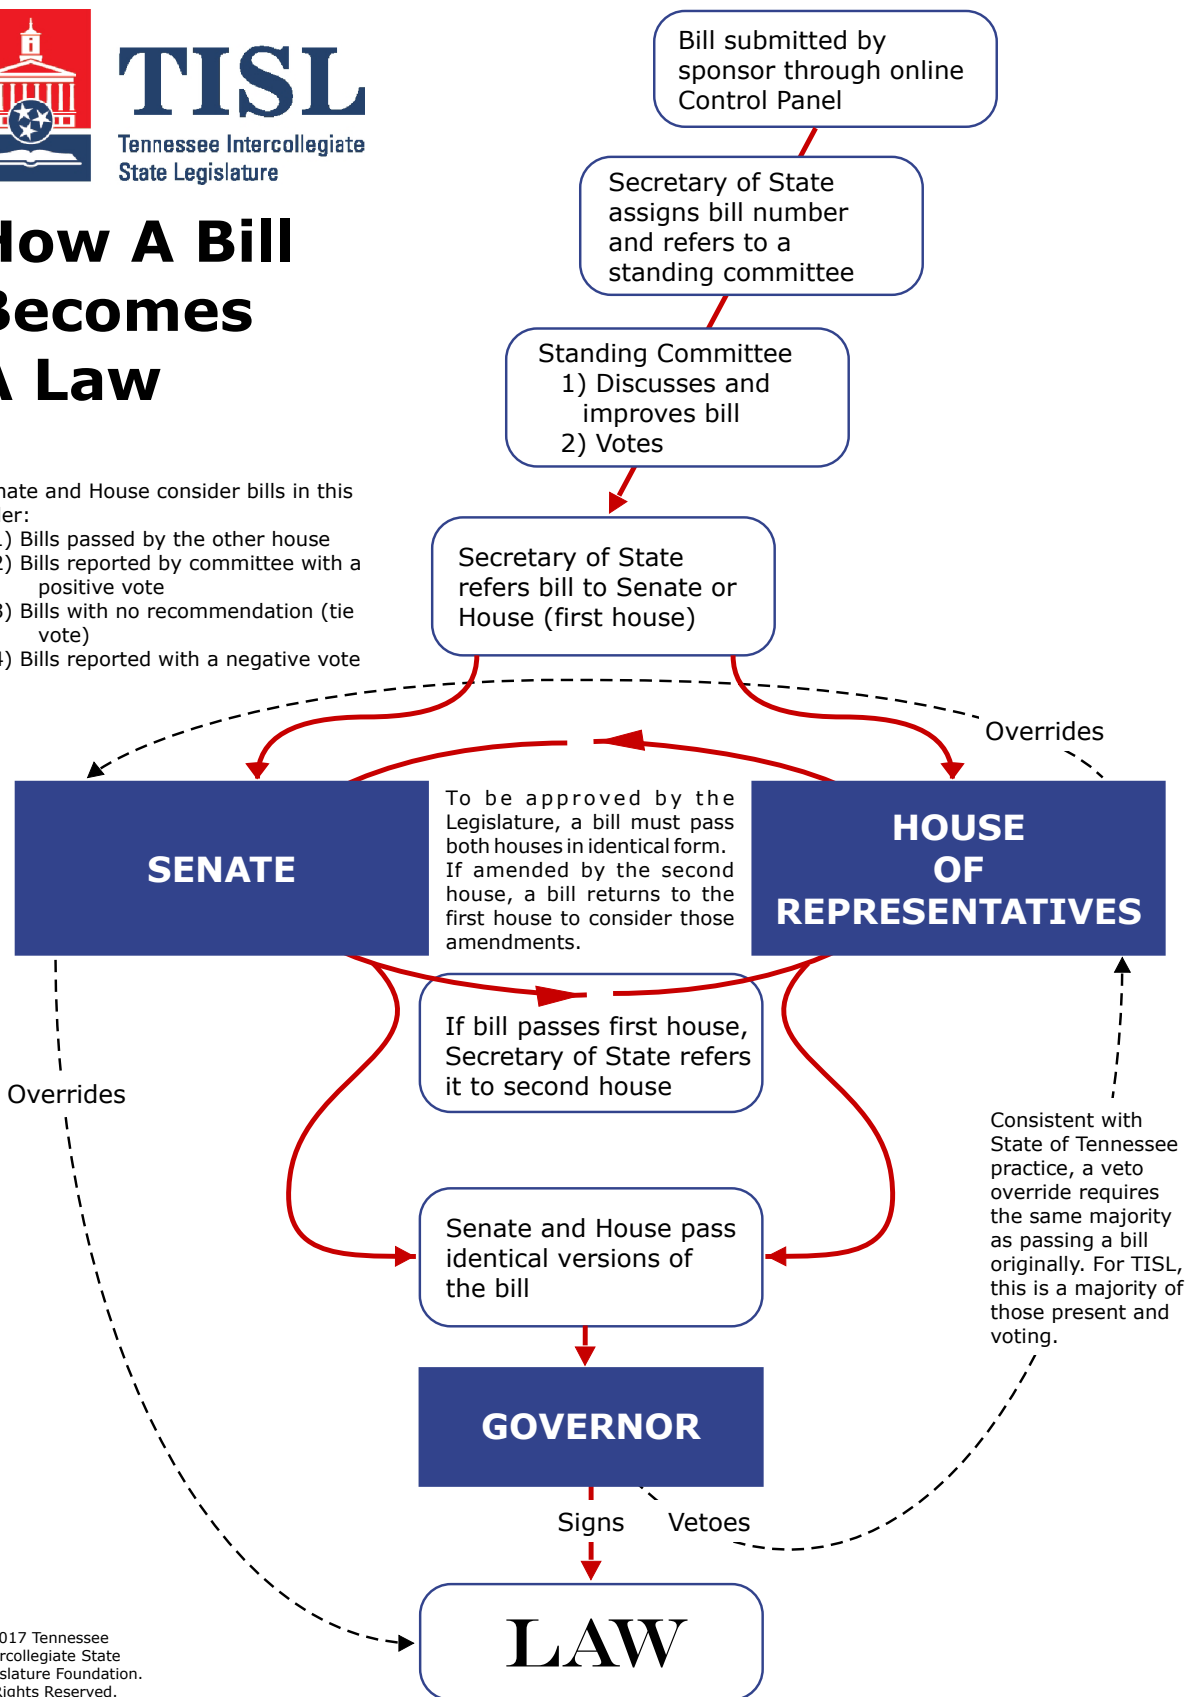 TISL
Tennessee Intercollegiate
State Legislature
How A Bill
Becomes
A Law
Bill submitted by
sponsor through online
Control Panel
Secretary of State
assigns bill number
and refers to a
standing committee
Standing Committee
1) Discusses and
improves bill
2) Votes
nate and House consider bills in this
der:
1) Bills passed by the other house
2) Bills reported by committee with a
positive vote
3) Bills with no recommendation (tie
vote)
4) Bills reported with a negative vote
Secretary of State
refers bill to Senate or
House (first house)
Overrides
SENATE
To be approved by the
Legislature, a bill must pass
both houses in identical form.
If amended by the second
house, a bill returns to the
first house to consider those
amendments.
HOUSE
OF
REPRESENTATIVES
If bill passes first house,
Secretary of State refers
it to second house
Overrides
Consistent with
State of Tennessee
practice, a veto
override requires
the same majority
as passing a bill
originally. For TISL,
this is a majority of
those present and
voting.
Senate and House pass
identical versions of
the bill
GOVERNOR
Signs
Vetoes
LAW
017 Tennessee
rcollegiate State
islature Foundation.
Rights Reserved.